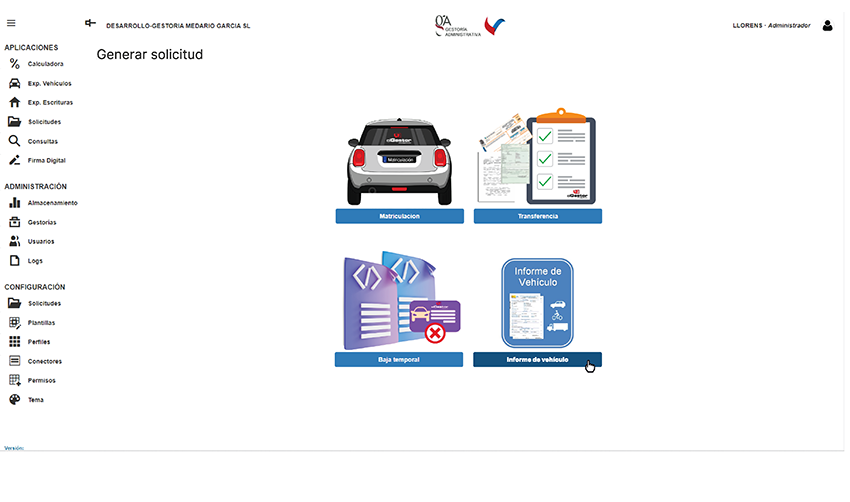 DESARROLLO-GESTORIA MEDARIO GARCIA SL
gA
GESTORÍA
ADMINISTRATIVA
LLORENS - Administrador
APLICACIONES
Calculadora
Exp. Vehículos
Exp. Escrituras
Solicitudes
Consultas
Firma Digital
ADMINISTRACIÓN
Almacenamiento
Gestorías
Usuarios
Logs
CONFIGURACIÓN
Solicitudes
Plantillas
Perfiles
Conectores
Permisos
Tema
Versión:
Generar solicitud
Matriculación
Matriculacion
Transferencia
Baja temporal
Informe de
Vehículo
Informe de vehículo